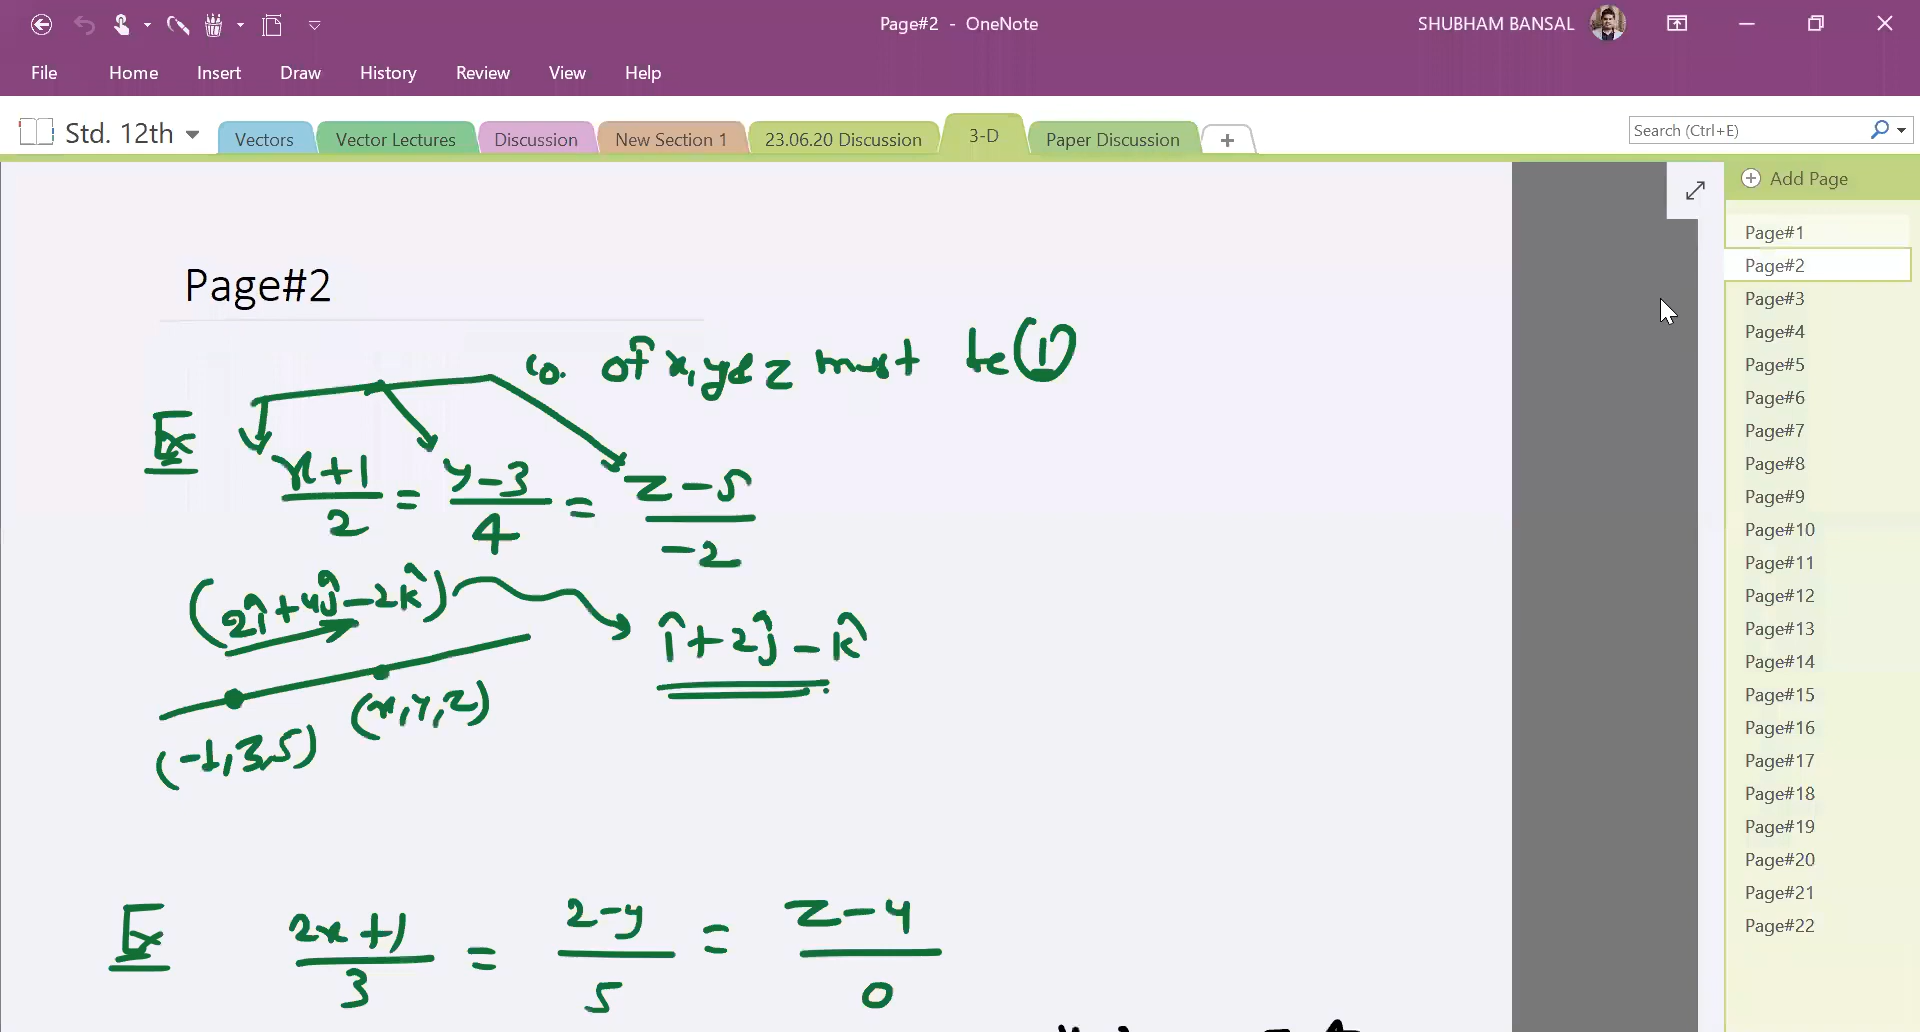 Page#2 - OneNote
SHUBHAM BANSAL
File Home Insert Draw History Review View Help
Std. 12th
Vectors
Vector Lectures
Discussion
New Section 1
23.06.20 Discussion
3-D
Paper Discussion
Search (Ctrl+E)
Add Page
Page#1
Page#2
Page#3
Page#4
Page#5
Page#6
Page#7
Page#8
Page#9
Page#10
Page#11
Page#12
Page#13
Page#14
Page#15
Page#16
Page#17
Page#18
Page#19
Page#20
Page#21
Page#22
Page#2
co. of x, y & z must be (1)
Ex
x+1/2 = y-3/4 = z-5/-2
(2î+4ĵ-2k̂)
î+2ĵ-k̂
(x,y,z)
(-1,3,5)
Ex 2x+1/3 = 2-y/5 = z-4/0